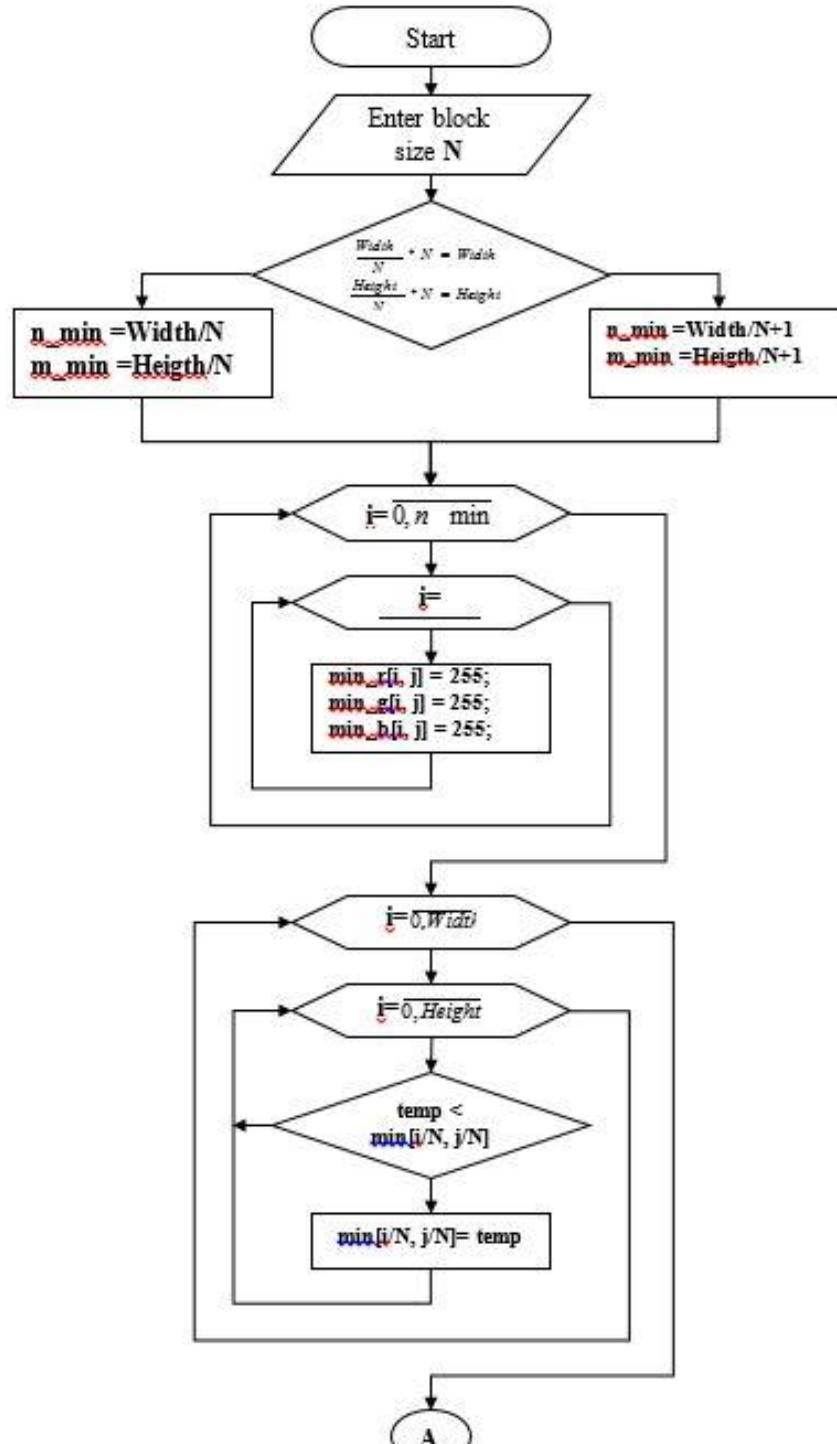 Start
Enter block
size N
Width/N * N = Width
Height/N * N = Height
n_min =Width/N
m_min =Heigth/N
n_min =Width/N+1
m_min =Heigth/N+1
i= 0, n min
i=
min_r[i, j] = 255;
min_g[i, j] = 255;
min_b[i, j] = 255;
i= 0,Widt
i= 0,Height
temp <
min[i/N, j/N]
min[i/N, j/N]= temp
A